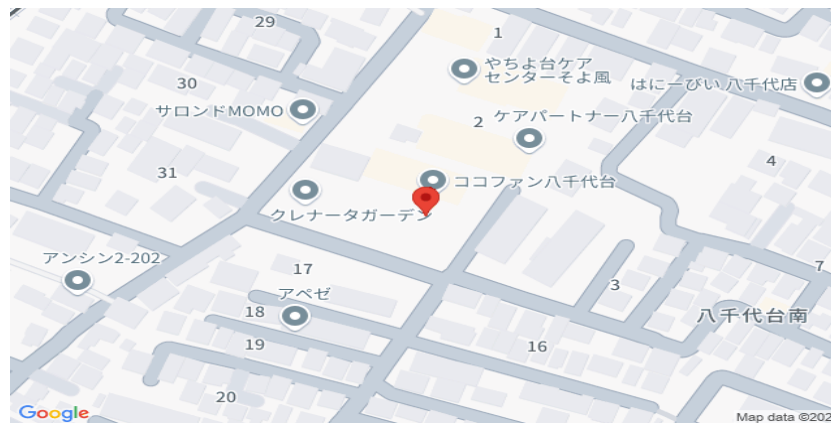 29
1
やちよ台ケア
センターそよ風
はにーびい 八千代店
30
サロンドMOMO
2
ケアパートナー八千代台
4
31
ココファン八千代台
クレナータガーデン
アンシン2-202
17
7
3
アペゼ
18
八千代台南
19
16
20
Google
Map data ©202